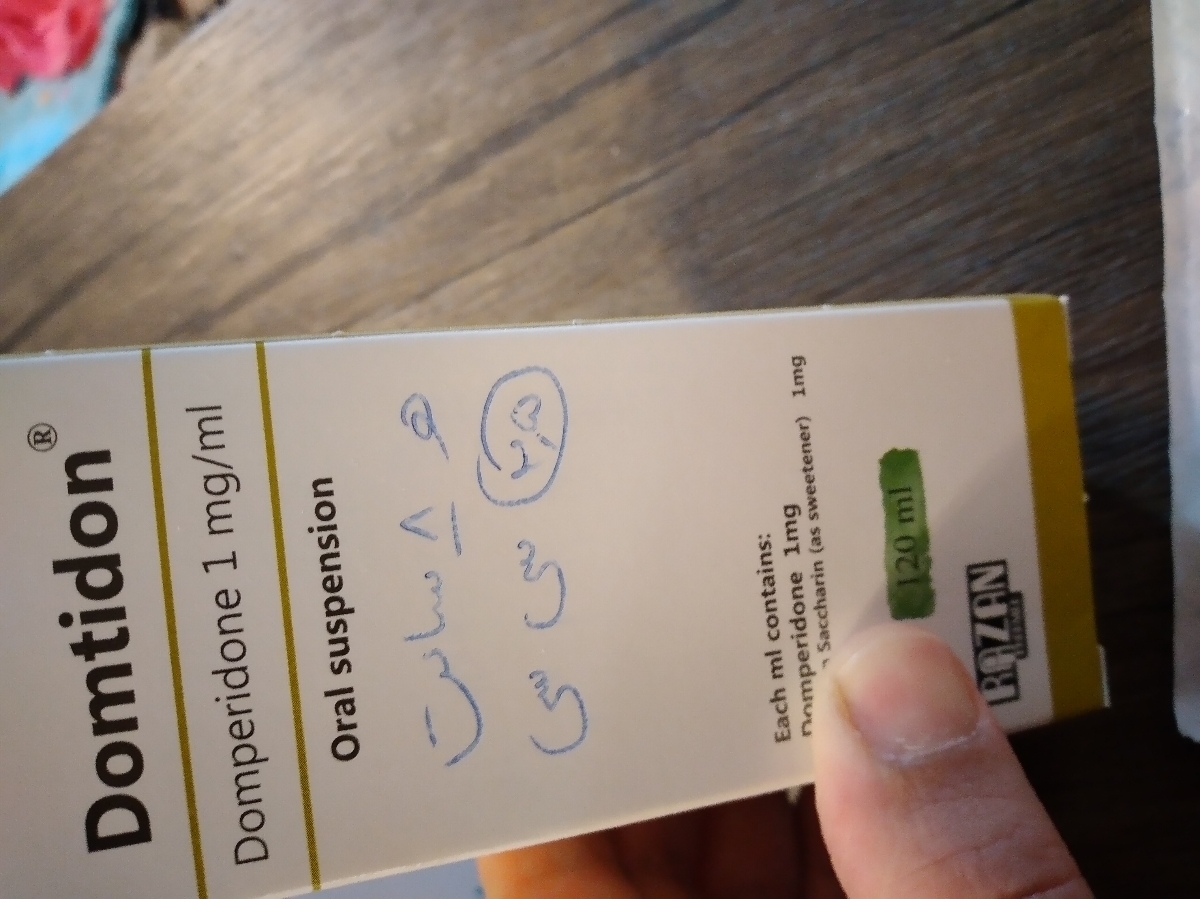 Domtidon®
Domperidone 1 mg/ml
Oral suspension
هر ۸ ساعت
۲,۵ سی سی
Each ml contains:
Domperidone 1mg
Saccharin (as sweetener) 1mg
120 ml
RAZAN